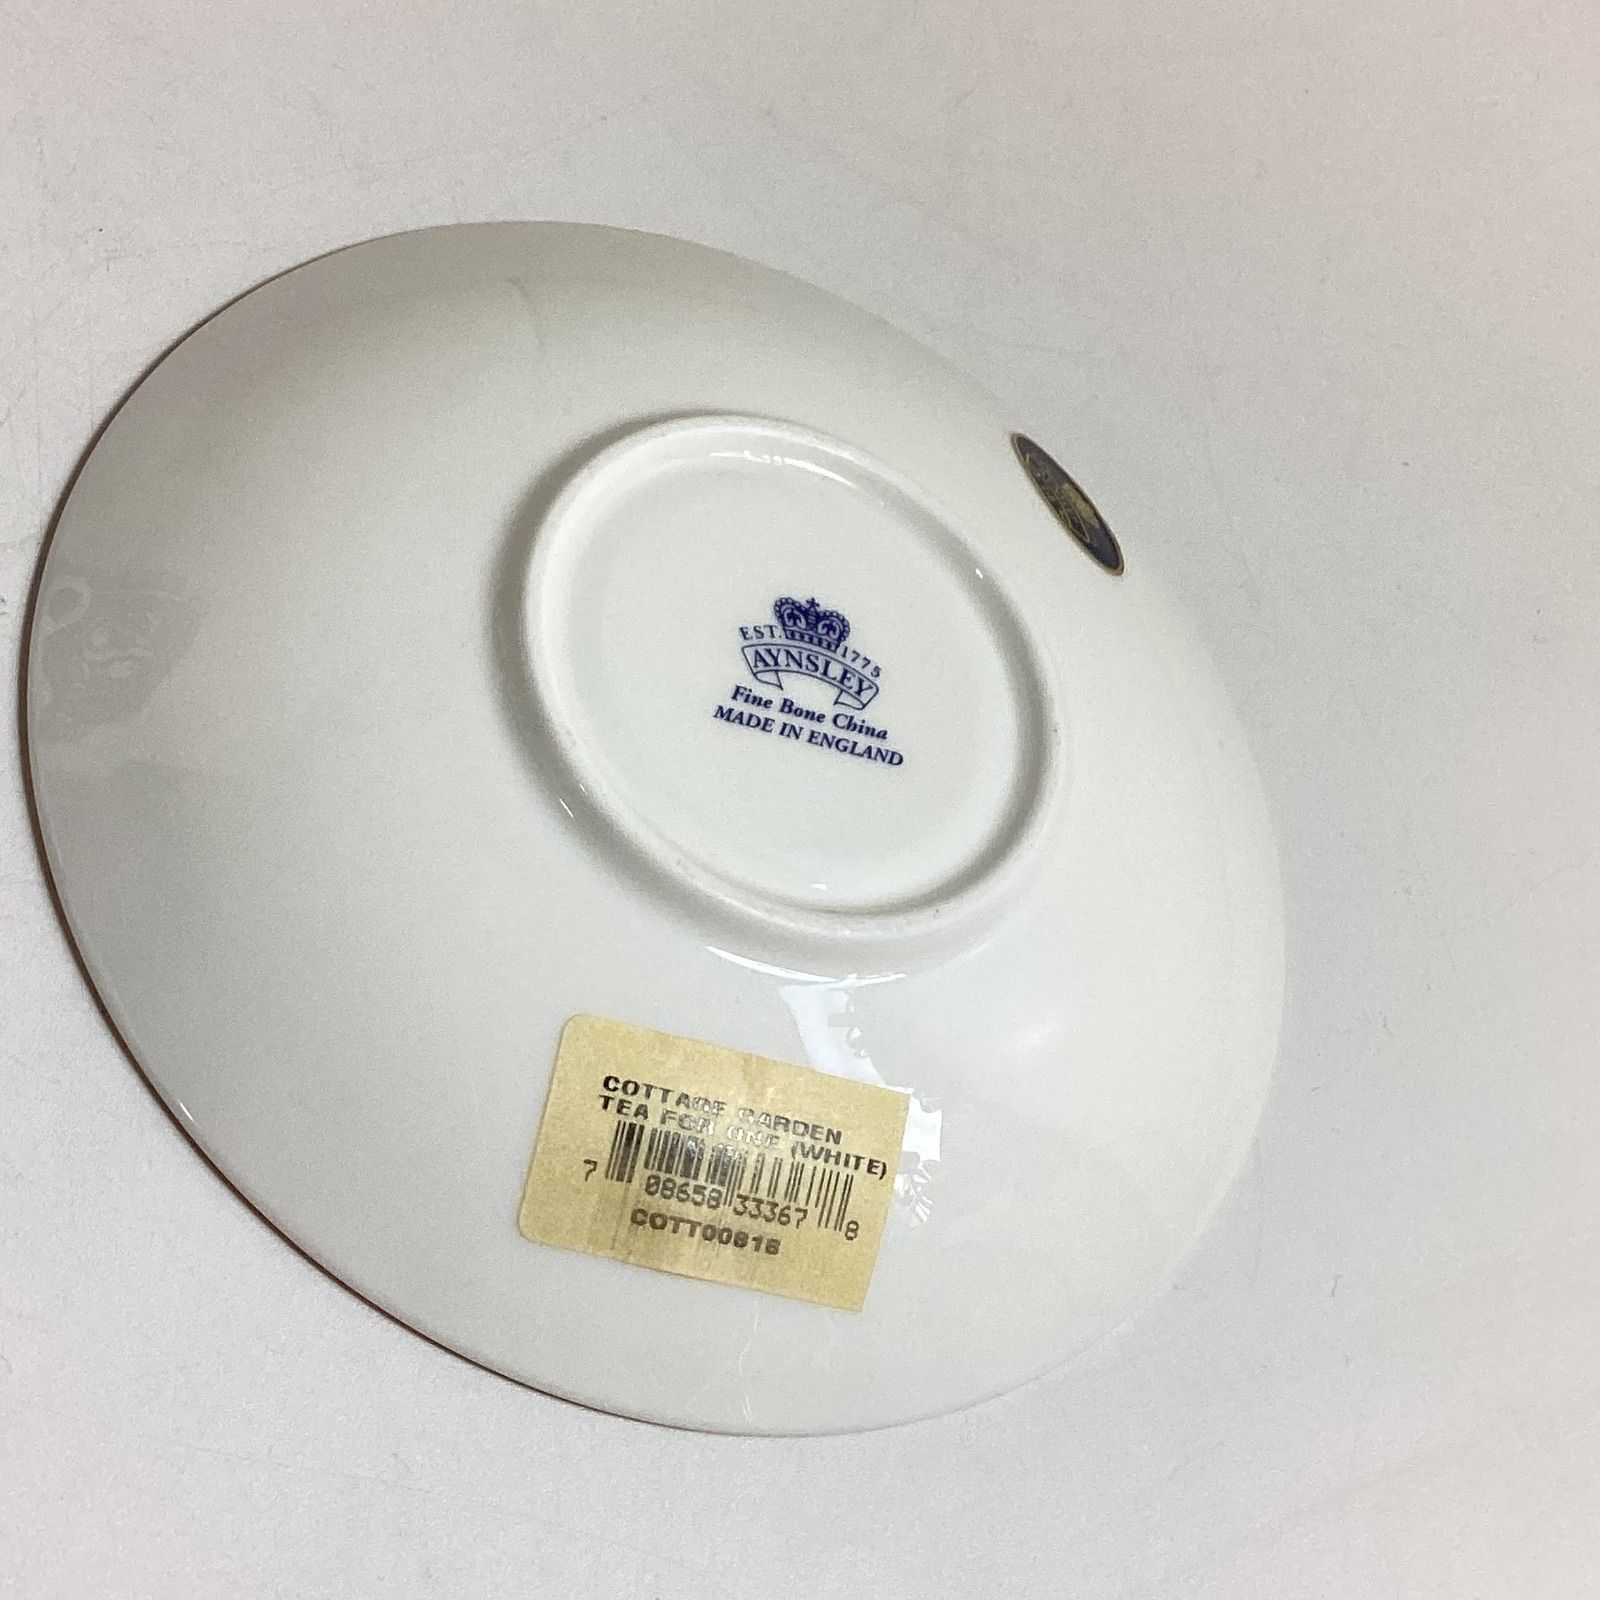 EST. 1775
AYNSLEY
Fine Bone China
MADE IN ENGLAND
COTTAGE GARDEN
TEA FOR ONE (WHITE)
7 08658 33367 8
COTT00816